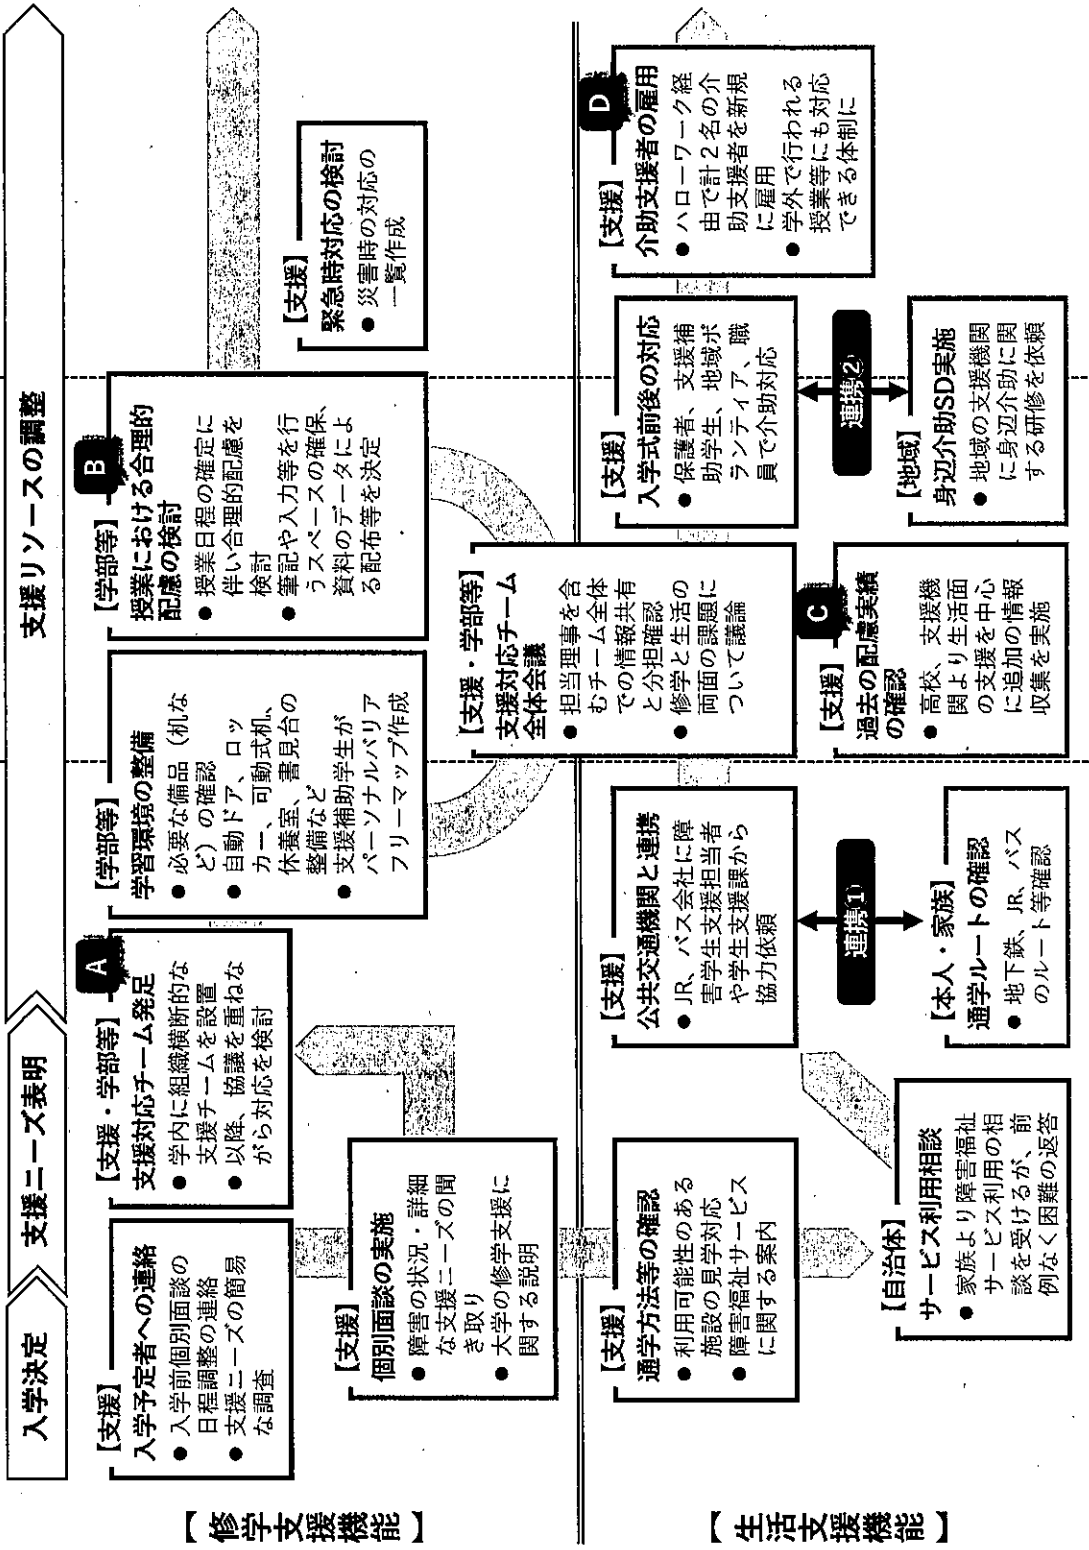 入学決定
支援ニーズ表明
支援リソースの調整
【修学支援機能】
【支援】
入学予定者への連絡
● 入学前個別面談の
日程調整の連絡
● 支援ニーズの簡易
な調査
【支援】
個別面談の実施
● 障害の状況・詳細
な支援ニーズの聞
き取り
● 大学の修学支援に
関する説明
A
【支援・学部等】
支援対応チーム発足
● 学内に組織横断的な
支援チームを設置
● 以降、協議を重ねな
がら対応を検討
【学部等】
学習環境の整備
● 必要な備品（机な
ど）の確認
● 自動ドア、ロッ
カー、可動式机、
休養室、書見台の
整備など
● 支援補助学生が
パーソナルバリア
フリーマップ作成
B
【学部等】
授業における合理的
配慮の検討
● 授業日程の確定に
伴い合理的配慮を
検討
● 筆記や入力等を行
うスペースの確保、
資料のデータによ
る配布等を決定
【支援】
緊急時対応の検討
● 災害時の対応の
一覧作成
【支援・学部等】
支援対応チーム
全体会議
● 担当理事を含
むチーム全体
での情報共有
と分担確認
● 修学と生活の
両面の課題に
ついて議論
【生活支援機能】
【支援】
通学方法等の確認
● 利用可能性のある
施設の見学対応
● 障害福祉サービス
に関する案内
【自治体】
サービス利用相談
● 家族より障害福祉
サービス利用の相
談を受けるが、前
例なく困難の返答
【支援】
公共交通機関と連携
● JR、バス会社に障
害学生支援担当者
や学生支援課から
協力依頼
連携①
【本人・家族】
通学ルートの確認
● 地下鉄、JR、バス
のルート等確認
C
【支援】
過去の配慮実績
の確認
● 高校、支援機
関より生活面
の支援を中心
に追加の情報
収集を実施
【支援】
入学式前後の対応
● 保護者、支援補
助学生、地域ボ
ランティア、職
員で介助対応
連携②
【地域】
身辺介助SD実施
● 地域の支援機関
に身辺介助に関
する研修を依頼
D
【支援】
介助支援者の雇用
● ハローワーク経
由で計２名の介
助支援者を新規
に雇用
● 学外で行われる
授業等にも対応
できる体制に